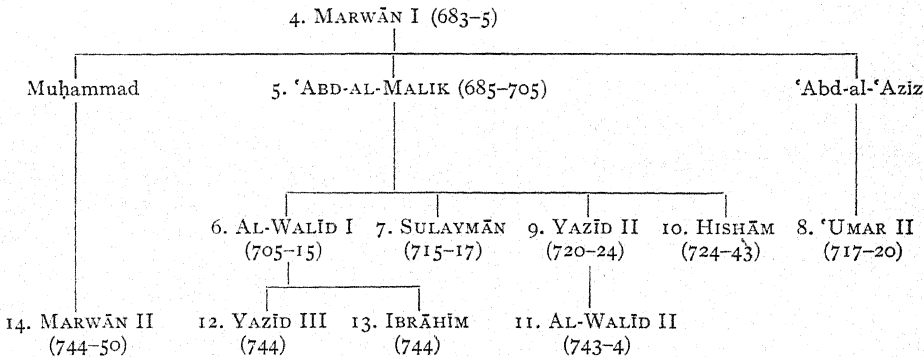 4. MARWĀN I (683–5)
Muḥammad 5. ʿABD-AL-MALIK (685–705) ʿAbd-al-ʿAziz
6. AL-WALĪD I 7. SULAYMĀN 9. YAZĪD II 10. HISHĀM 8. ʿUMAR II
(705–15) (715–17) (720–24) (724–43) (717–20)
14. MARWĀN II 12. YAZĪD III 13. IBRĀHĪM 11. AL-WALĪD II
(744–50) (744) (744) (743–4)